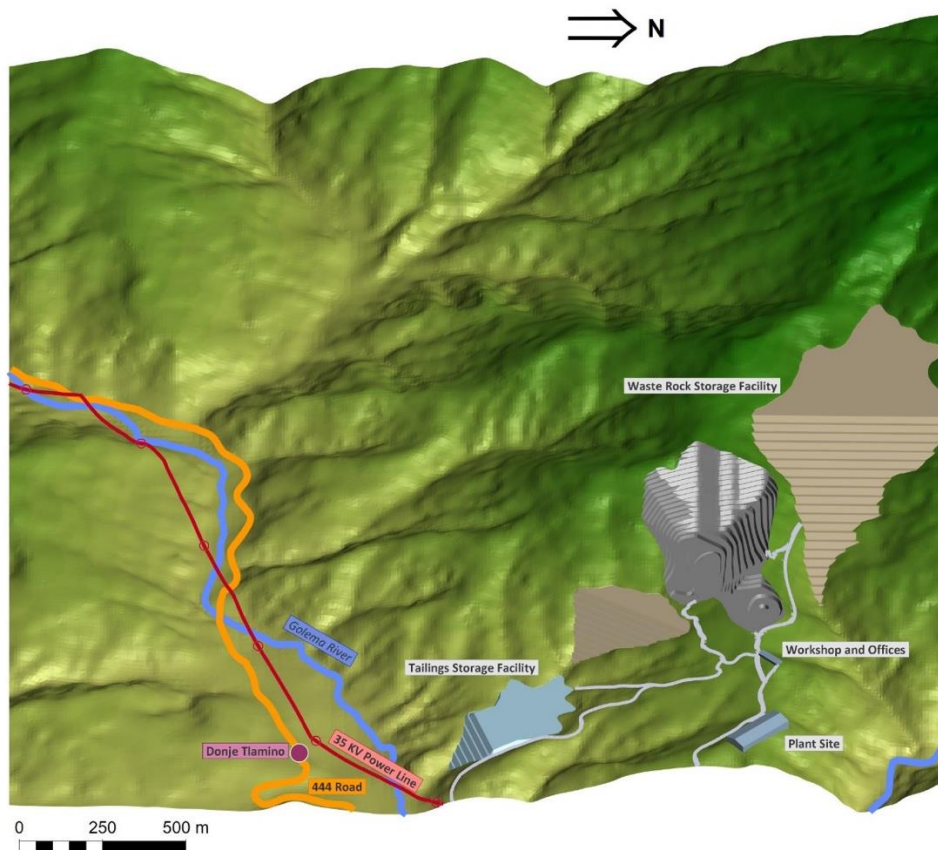 N
Waste Rock Storage Facility
Golema River
Workshop and Offices
Tailings Storage Facility
Donje Tlamino
35 KV Power Line
Plant Site
444 Road
0 250 500 m